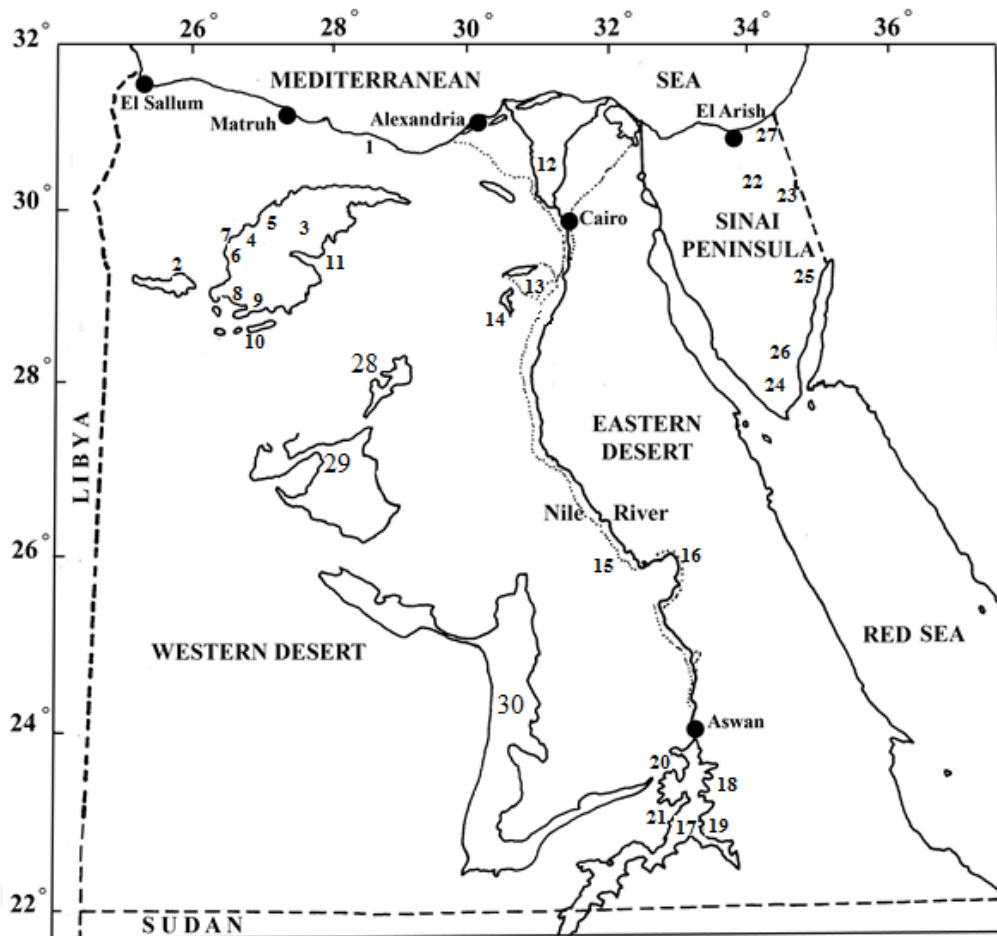 26° 28° 30° 32° 34° 36°
32°
MEDITERRANEAN SEA
El Sallum
Matruh
Alexandria
El Arish
27
1
12
22
23
30°
Cairo
SINAI
PENINSULA
7
5
3
4
6
2
11
25
8
9
13
14
10
26
28
24
28°
LIBYA
EASTERN
DESERT
29
Nile River
26°
15
16
WESTERN DESERT
RED SEA
30
24°
Aswan
20
18
21
17
19
22°
SUDAN